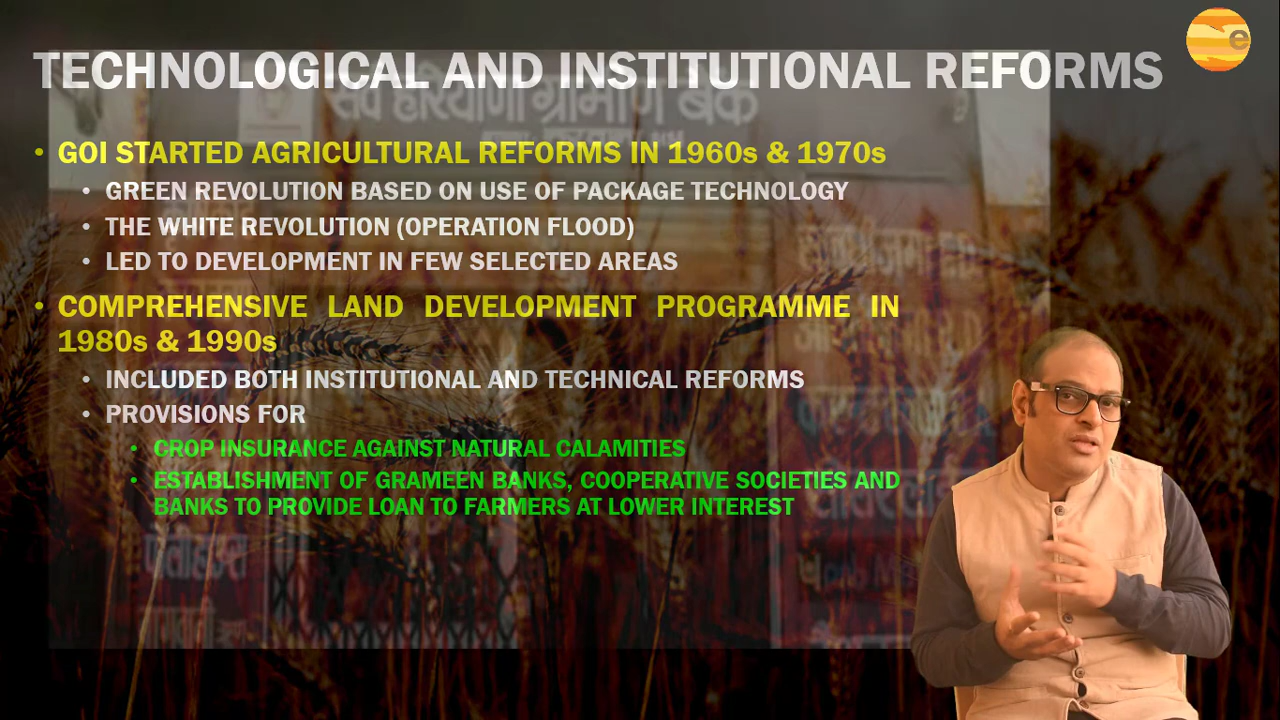 TECHNOLOGICAL AND INSTITUTIONAL REFORMS
e
• GOI STARTED AGRICULTURAL REFORMS IN 1960s & 1970s
• GREEN REVOLUTION BASED ON USE OF PACKAGE TECHNOLOGY
• THE WHITE REVOLUTION (OPERATION FLOOD)
• LED TO DEVELOPMENT IN FEW SELECTED AREAS
• COMPREHENSIVE LAND DEVELOPMENT PROGRAMME IN
1980s & 1990s
• INCLUDED BOTH INSTITUTIONAL AND TECHNICAL REFORMS
• PROVISIONS FOR
• CROP INSURANCE AGAINST NATURAL CALAMITIES
• ESTABLISHMENT OF GRAMEEN BANKS, COOPERATIVE SOCIETIES AND
BANKS TO PROVIDE LOAN TO FARMERS AT LOWER INTEREST
हरियाणा ग्रामीण बैंक